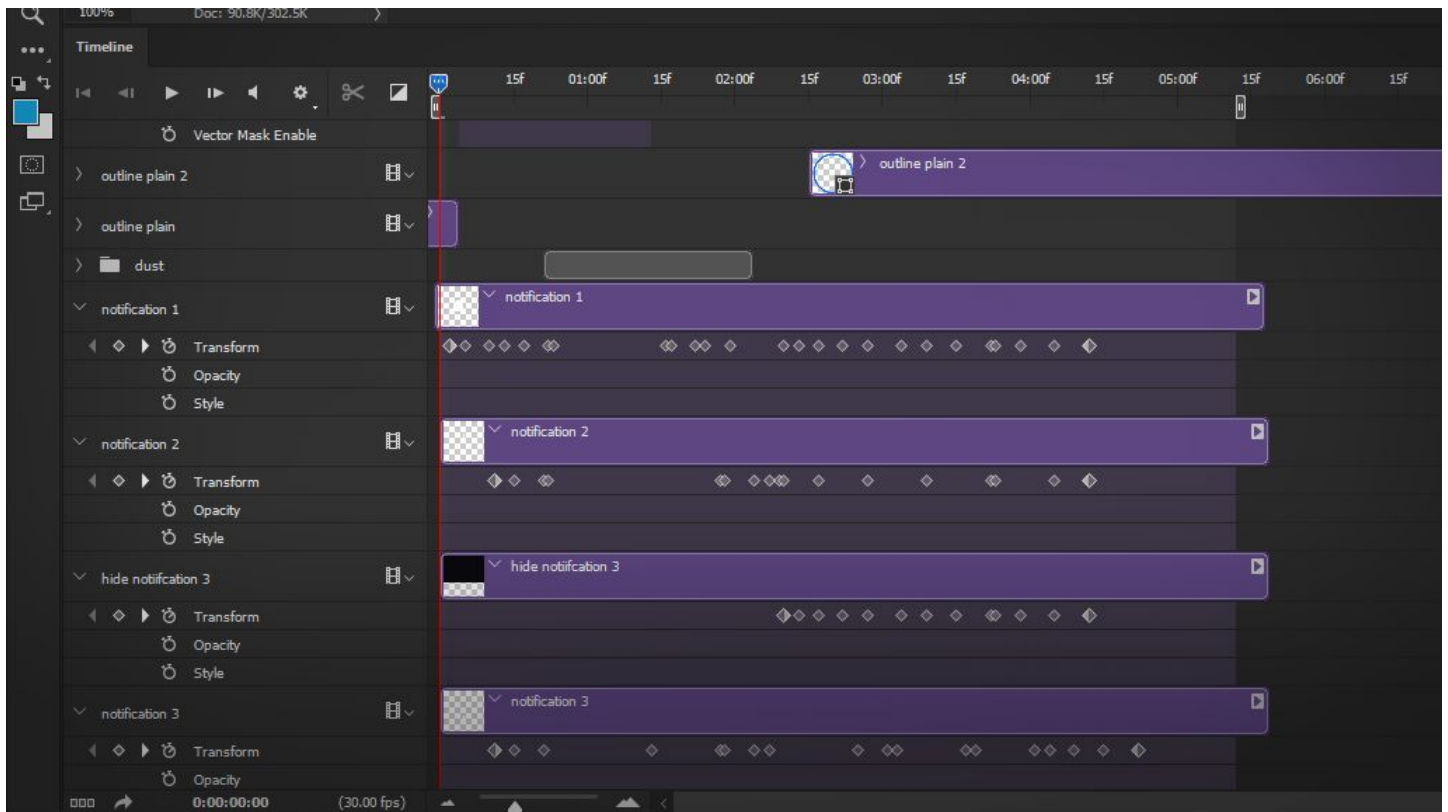 100% Doc: 90.8K/302.5K
Timeline
15f 01:00f 15f 02:00f 15f 03:00f 15f 04:00f 15f 05:00f 15f 06:00f 15f
Vector Mask Enable
outline plain 2 outline plain 2
outline plain
dust
notification 1 notification 1
Transform
Opacity
Style
notification 2 notification 2
Transform
Opacity
Style
hide notiifcation 3 hide notiifcation 3
Transform
Opacity
Style
notification 3 notification 3
Transform
Opacity
0:00:00:00 (30.00 fps)